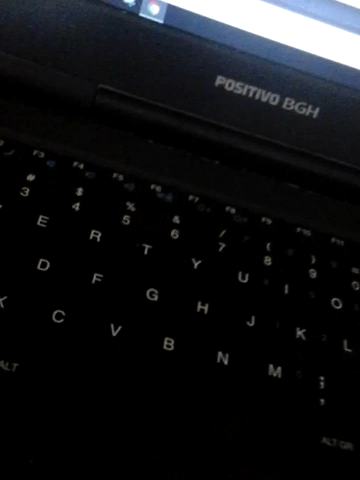 POSITIVO BGH
F3 F4 F5 F6 F7 F8 F9 F10 F11
# $ % & / ( )
3 4 5 6 7 8 9
E R T Y U I O
D F G H J K L
X C V B N M ; ,
ALT ALT GR